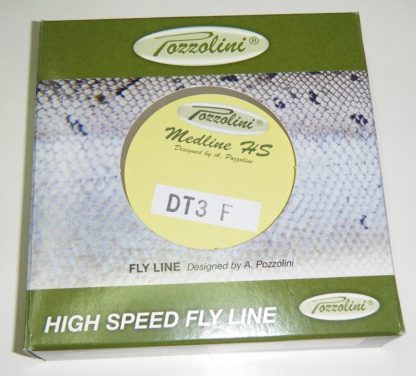 Pozzolini®
Pozzolini®
Medline HS
Designed by A. Pozzolini
DT3 F
FLY LINE Designed by A. Pozzolini
HIGH SPEED FLY LINE
Pozzolini®